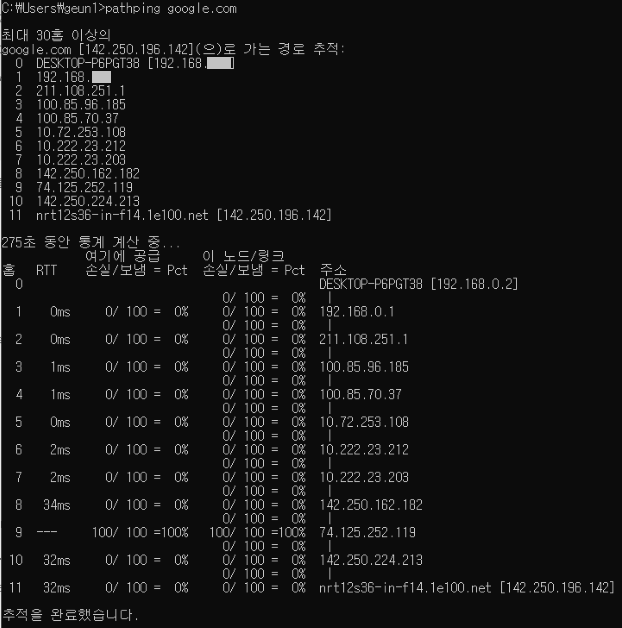 C:\Users\geun1>pathping google.com
최대 30홉 이상의
google.com [142.250.196.142](으)로 가는 경로 추적:
0 DESKTOP-P6PGT38 [192.168. ]
1 192.168.
2 211.108.251.1
3 100.85.96.185
4 100.85.70.37
5 10.72.253.108
6 10.222.23.212
7 10.222.23.203
8 142.250.162.182
9 74.125.252.119
10 142.250.224.213
11 nrt12s36-in-f14.1e100.net [142.250.196.142]
275초 동안 통계 계산 중...
여기에 공급 이 노드/링크
홉 RTT 손실/보냄 = Pct 손실/보냄 = Pct 주소
0 DESKTOP-P6PGT38 [192.168.0.2]
0/ 100 = 0% |
1 0ms 0/ 100 = 0% 0/ 100 = 0% 192.168.0.1
0/ 100 = 0% |
2 0ms 0/ 100 = 0% 0/ 100 = 0% 211.108.251.1
0/ 100 = 0% |
3 1ms 0/ 100 = 0% 0/ 100 = 0% 100.85.96.185
0/ 100 = 0% |
4 1ms 0/ 100 = 0% 0/ 100 = 0% 100.85.70.37
0/ 100 = 0% |
5 0ms 0/ 100 = 0% 0/ 100 = 0% 10.72.253.108
0/ 100 = 0% |
6 2ms 0/ 100 = 0% 0/ 100 = 0% 10.222.23.212
0/ 100 = 0% |
7 2ms 0/ 100 = 0% 0/ 100 = 0% 10.222.23.203
0/ 100 = 0% |
8 34ms 0/ 100 = 0% 0/ 100 = 0% 142.250.162.182
0/ 100 = 0% |
9 --- 100/ 100 =100% 100/ 100 =100% 74.125.252.119
0/ 100 = 0% |
10 32ms 0/ 100 = 0% 0/ 100 = 0% 142.250.224.213
0/ 100 = 0% |
11 32ms 0/ 100 = 0% 0/ 100 = 0% nrt12s36-in-f14.1e100.net [142.250.196.142]
추적을 완료했습니다.